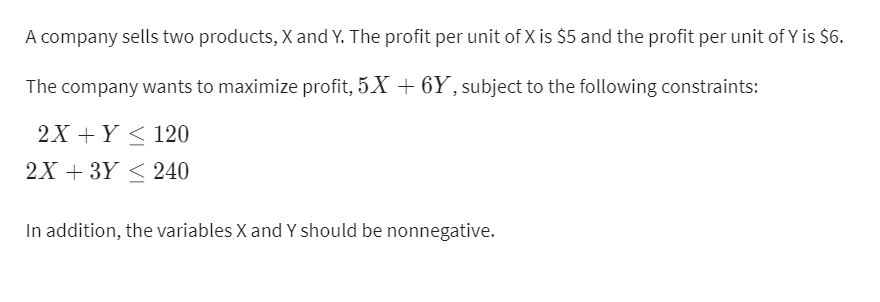 A company sells two products, X and Y. The profit per unit of X is $5 and the profit per unit of Y is $6.
The company wants to maximize profit, 5X + 6Y, subject to the following constraints:
2X + Y ≤ 120
2X + 3Y ≤ 240
In addition, the variables X and Y should be nonnegative.